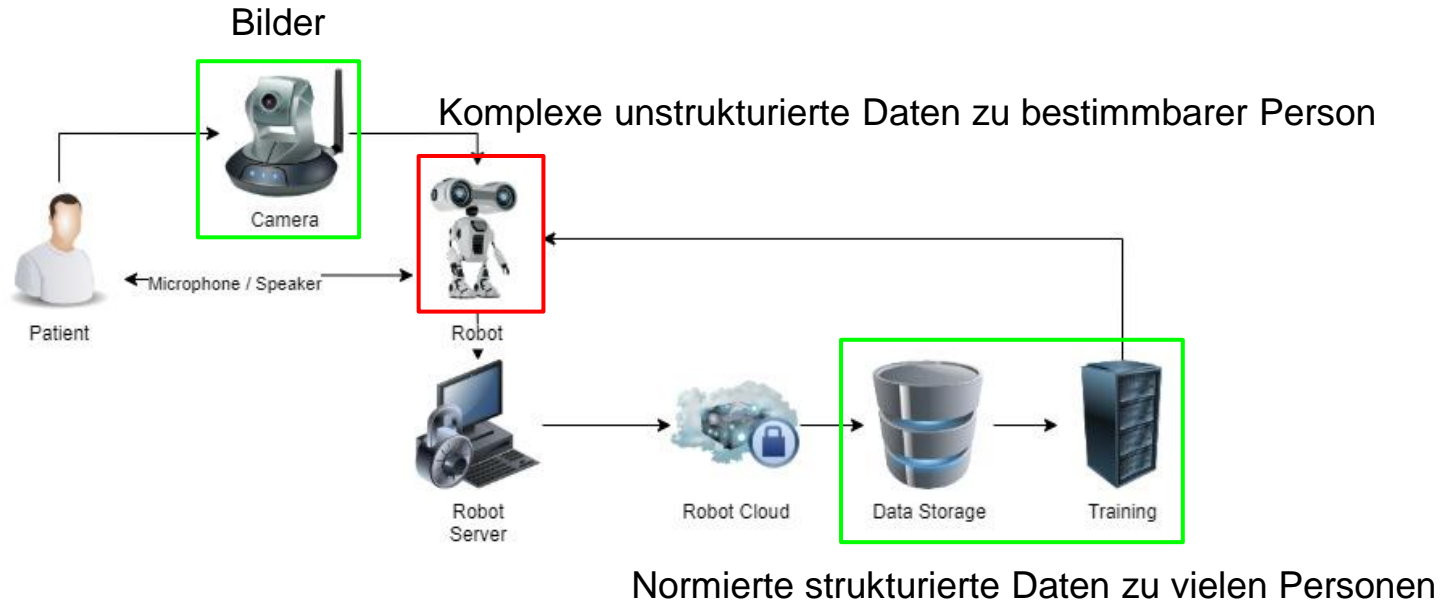 Bilder
Komplexe unstrukturierte Daten zu bestimmbarer Person
Camera
Microphone / Speaker
Patient
Robot
Robot
Server
Robot Cloud
Data Storage
Training
Normierte strukturierte Daten zu vielen Personen